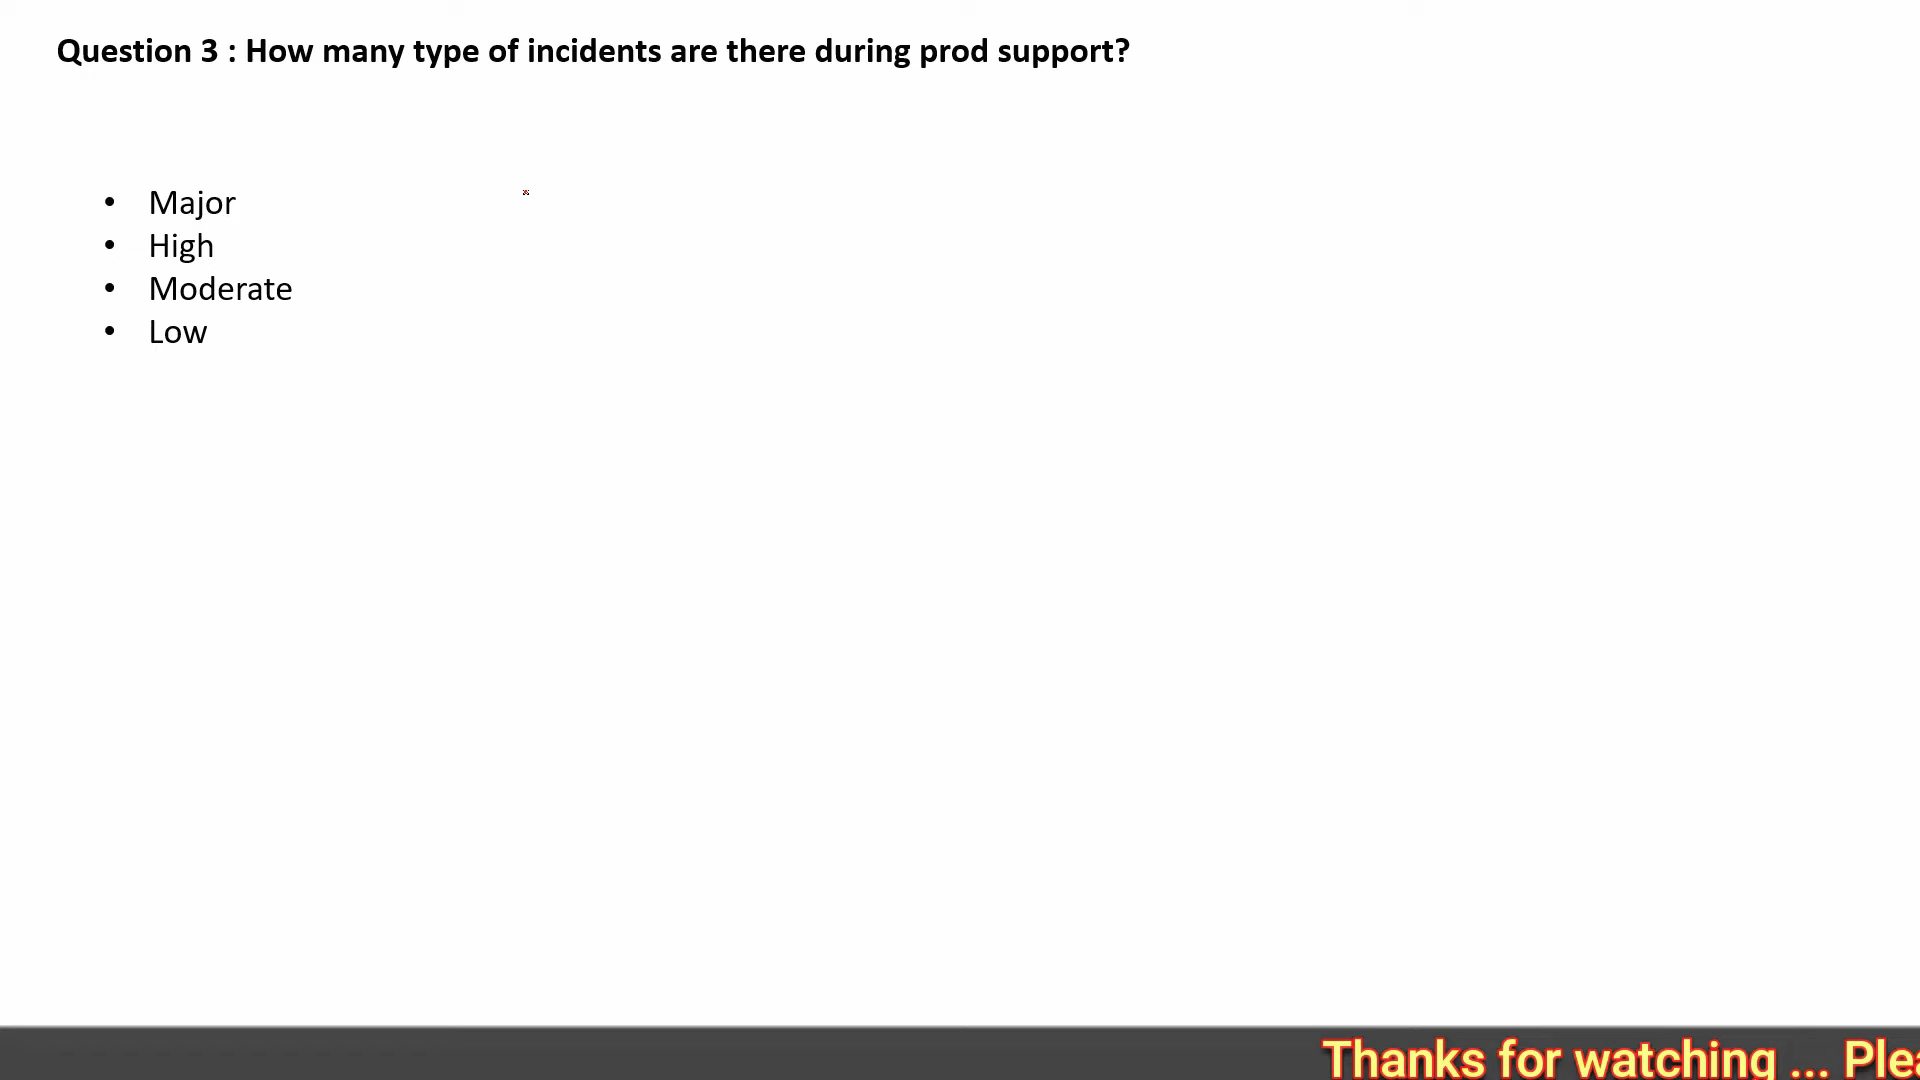 Question 3 : How many type of incidents are there during prod support?
• Major
• High
• Moderate
• Low
Thanks for watching ... Plea